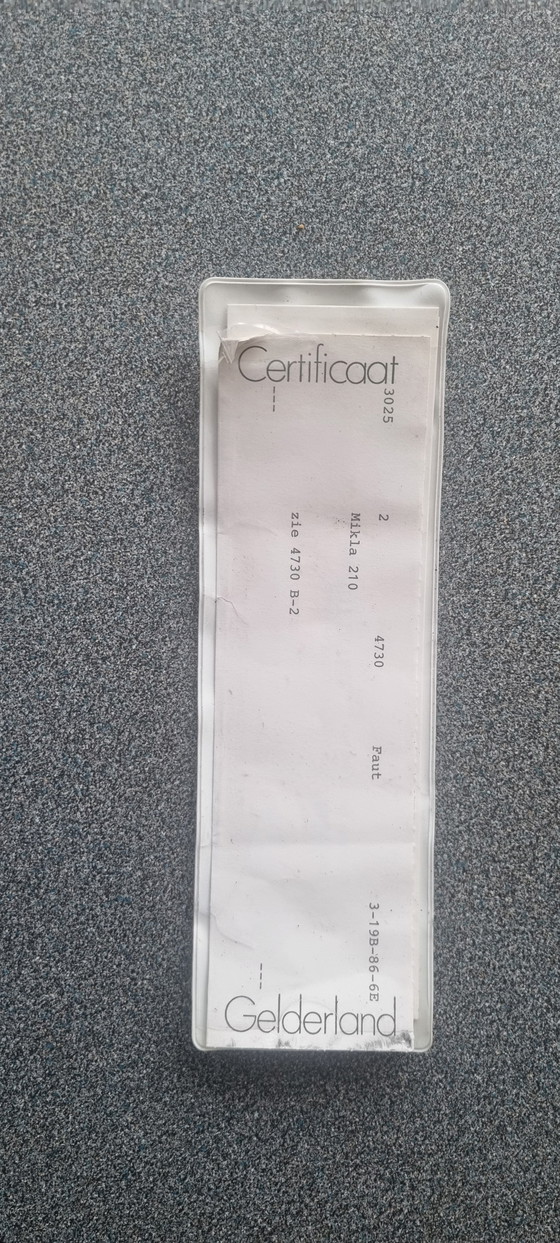 Certificaat
3025
---
2 4730 Faut 3-19B-86-6E
Mikla 210
zie 4730 B-2
---
Gelderland